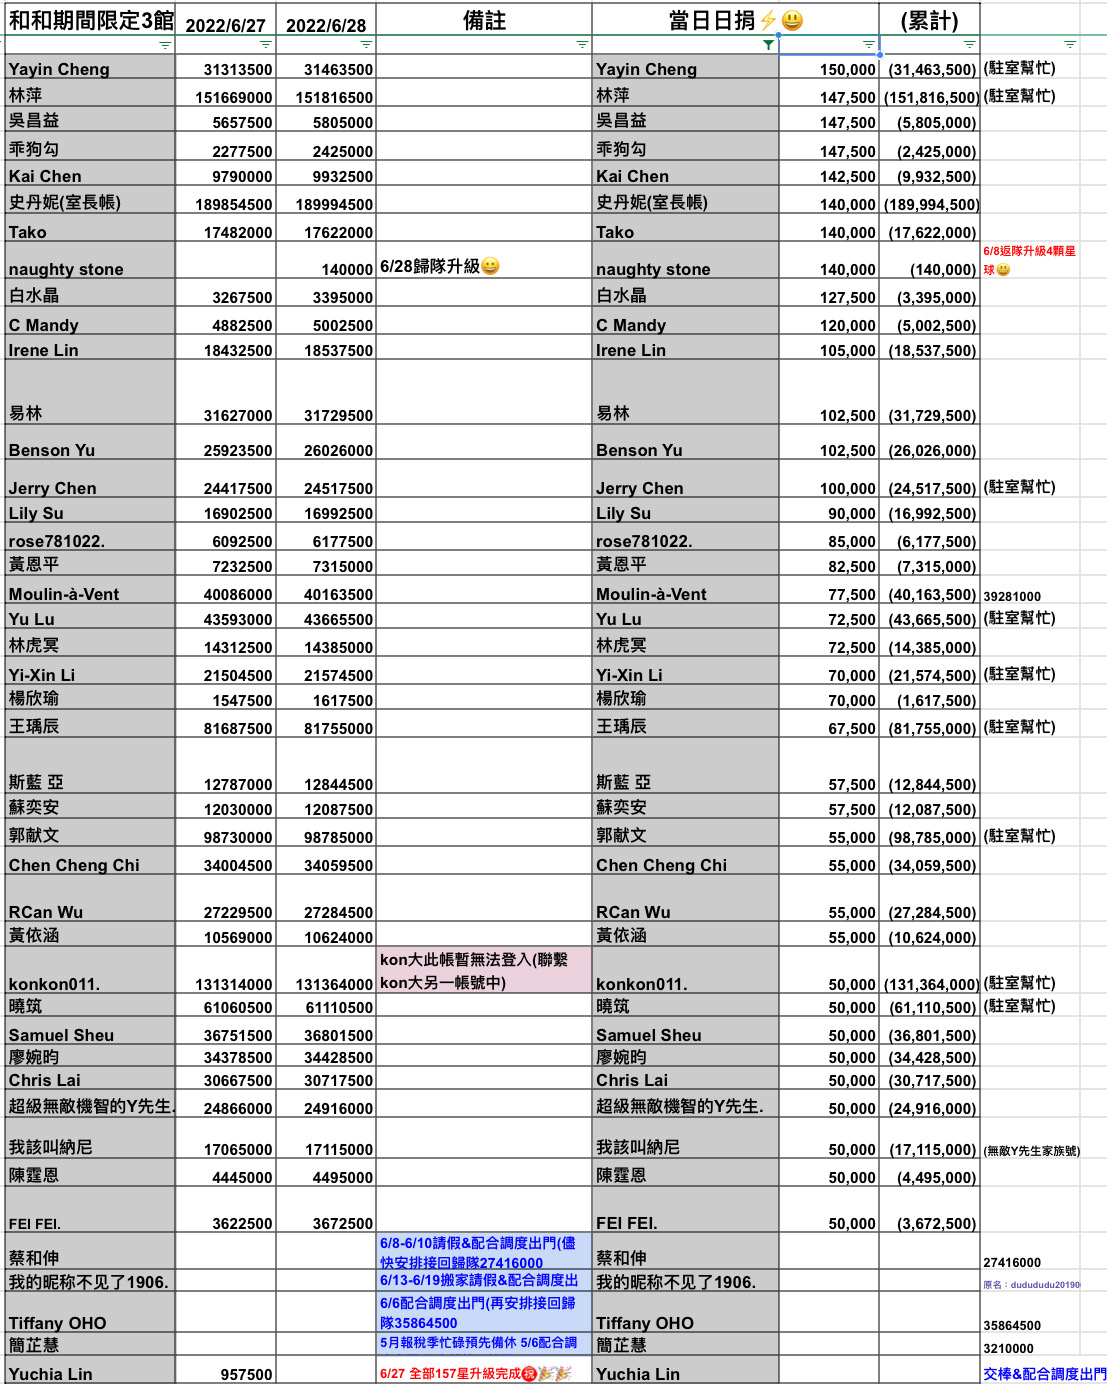 和和期間限定3館 2022/6/27 2022/6/28 備註 當日日捐⚡😃 (累計)
Yayin Cheng 31313500 31463500 Yayin Cheng 150,000 (31,463,500) (駐室幫忙)
林萍 151669000 151816500 林萍 147,500 (151,816,500) (駐室幫忙)
吳昌益 5657500 5805000 吳昌益 147,500 (5,805,000)
乖狗勾 2277500 2425000 乖狗勾 147,500 (2,425,000)
Kai Chen 9790000 9932500 Kai Chen 142,500 (9,932,500)
史丹妮(室長帳) 189854500 189994500 史丹妮(室長帳) 140,000 (189,994,500)
Tako 17482000 17622000 Tako 140,000 (17,622,000)
naughty stone 140000 6/28歸隊升級😀 naughty stone 140,000 (140,000) 6/8返隊升級4顆星
球😃
白水晶 3267500 3395000 白水晶 127,500 (3,395,000)
C Mandy 4882500 5002500 C Mandy 120,000 (5,002,500)
Irene Lin 18432500 18537500 Irene Lin 105,000 (18,537,500)
易林 31627000 31729500 易林 102,500 (31,729,500)
Benson Yu 25923500 26026000 Benson Yu 102,500 (26,026,000)
Jerry Chen 24417500 24517500 Jerry Chen 100,000 (24,517,500) (駐室幫忙)
Lily Su 16902500 16992500 Lily Su 90,000 (16,992,500)
rose781022. 6092500 6177500 rose781022. 85,000 (6,177,500)
黃恩平 7232500 7315000 黃恩平 82,500 (7,315,000)
Moulin-à-Vent 40086000 40163500 Moulin-à-Vent 77,500 (40,163,500) 39281000
Yu Lu 43593000 43665500 Yu Lu 72,500 (43,665,500) (駐室幫忙)
林虎冥 14312500 14385000 林虎冥 72,500 (14,385,000)
Yi-Xin Li 21504500 21574500 Yi-Xin Li 70,000 (21,574,500) (駐室幫忙)
楊欣瑜 1547500 1617500 楊欣瑜 70,000 (1,617,500)
王瑀辰 81687500 81755000 王瑀辰 67,500 (81,755,000) (駐室幫忙)
斯藍 亞 12787000 12844500 斯藍 亞 57,500 (12,844,500)
蘇奕安 12030000 12087500 蘇奕安 57,500 (12,087,500)
郭献文 98730000 98785000 郭献文 55,000 (98,785,000) (駐室幫忙)
Chen Cheng Chi 34004500 34059500 Chen Cheng Chi 55,000 (34,059,500)
RCan Wu 27229500 27284500 RCan Wu 55,000 (27,284,500)
黃依涵 10569000 10624000 黃依涵 55,000 (10,624,000)
kon大此帳暫無法登入(聯繫
konkon011. 131314000 131364000 kon大另一帳號中) konkon011. 50,000 (131,364,000) (駐室幫忙)
曉筑 61060500 61110500 曉筑 50,000 (61,110,500) (駐室幫忙)
Samuel Sheu 36751500 36801500 Samuel Sheu 50,000 (36,801,500)
廖婉昀 34378500 34428500 廖婉昀 50,000 (34,428,500)
Chris Lai 30667500 30717500 Chris Lai 50,000 (30,717,500)
超級無敵機智的Y先生. 24866000 24916000 超級無敵機智的Y先生. 50,000 (24,916,000)
我該叫納尼 17065000 17115000 我該叫納尼 50,000 (17,115,000) (無敵Y先生家族號)
陳霆恩 4445000 4495000 陳霆恩 50,000 (4,495,000)
FEI FEI. 3622500 3672500 FEI FEI. 50,000 (3,672,500)
6/8-6/10請假&配合調度出門(儘
蔡和伸 快安排接回歸隊27416000 蔡和伸 27416000
我的昵称不见了1906. 6/13-6/19搬家請假&配合調度出 我的昵称不见了1906. 原名：dudududu20190
6/6配合調度出門(再安排接回歸
Tiffany OHO 隊35864500 Tiffany OHO 35864500
簡芷慧 5月報稅季忙碌預先備休 5/6配合調 簡芷慧 3210000
Yuchia Lin 957500 6/27 全部157星升級完成㊗️🎉🎉 Yuchia Lin 交棒&配合調度出門